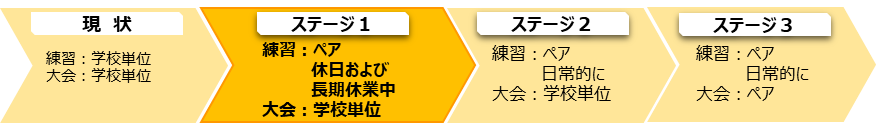 現 状
練習：学校単位
大会：学校単位
ステージ１
練習：ペア
休日および
長期休業中
大会：学校単位
ステージ２
練習：ペア
日常的に
大会：学校単位
ステージ３
練習：ペア
日常的に
大会：ペア